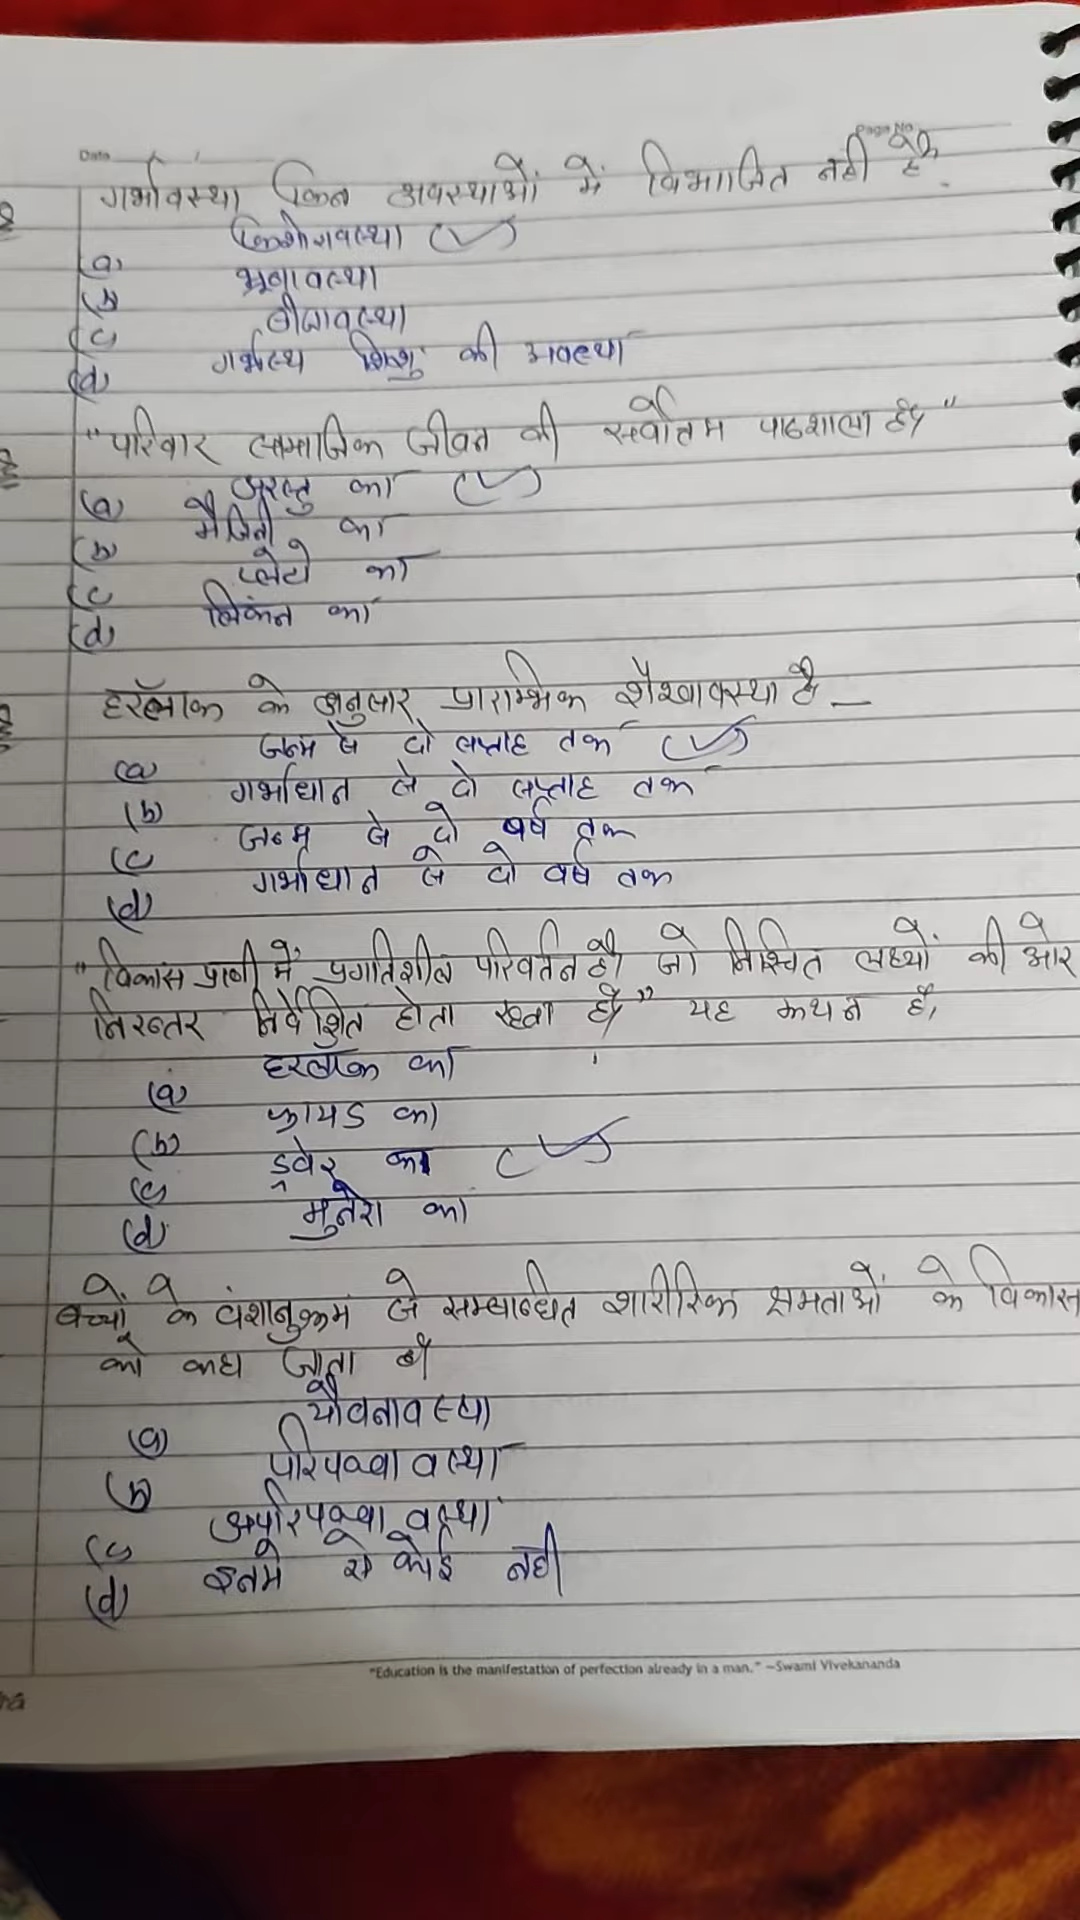 Date
Page No.
गर्भावस्था किन अवस्थाओं में विभाजित नही है
(a) किशोरावस्था
(b) भ्रूणावस्था
(c) बीजावस्था
(d) गर्भस्थ शिशु की अवस्था
"परिवार सामाजिक जीवन की सर्वोतम पाठशाला है"
(a) अरस्तु का
(b) मैजिनी का
(c) प्लेटो का
(d) लिंकन का
हरलॉक के अनुसार प्रारम्भिक शैश्वावस्था है —
(a) जन्म से दो सप्ताह तक
(b) गर्भाधान से दो सप्ताह तक
(c) जन्म से दो वर्ष तक
(d) गर्भाधान से दो वर्ष तक
"विकास प्राणी में प्रगतिशील परिवर्तन है जो निश्चित लक्ष्यो की ओर
निरन्तर निर्देशित होता रहता है" यह कथन है,
(a) हरलॉक का
(b) फ्रायड का
(c) ड्रवेर का
(d) मुनरो का
बच्चों के वंशानुक्रम से सम्बन्धित शारीरिक क्षमताओं के विकास
को कहा जाता है
(a) यौवनावस्था
(b) परिपक्वावस्था
(c) अपरिपक्वावस्था
(d) इनमे से कोई नही
"Education is the manifestation of perfection already in a man." –Swami Vivekananda